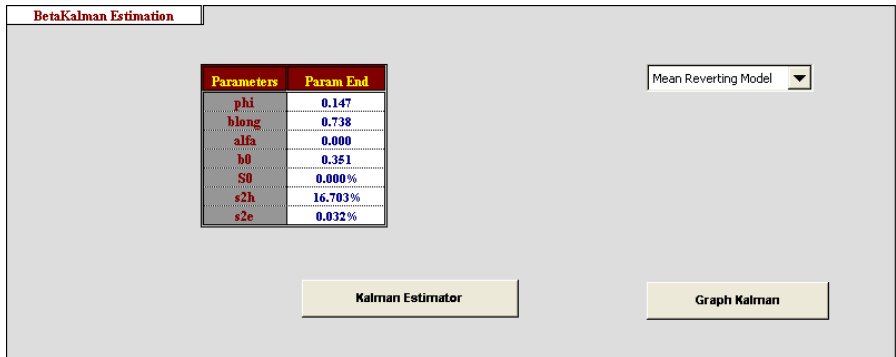 BetaKalman Estimation
Parameters Param End
Mean Reverting Model
phi 0.147
blong 0.738
alfa 0.000
b0 0.351
S0 0.000%
s2h 16.703%
s2e 0.032%
Kalman Estimator
Graph Kalman